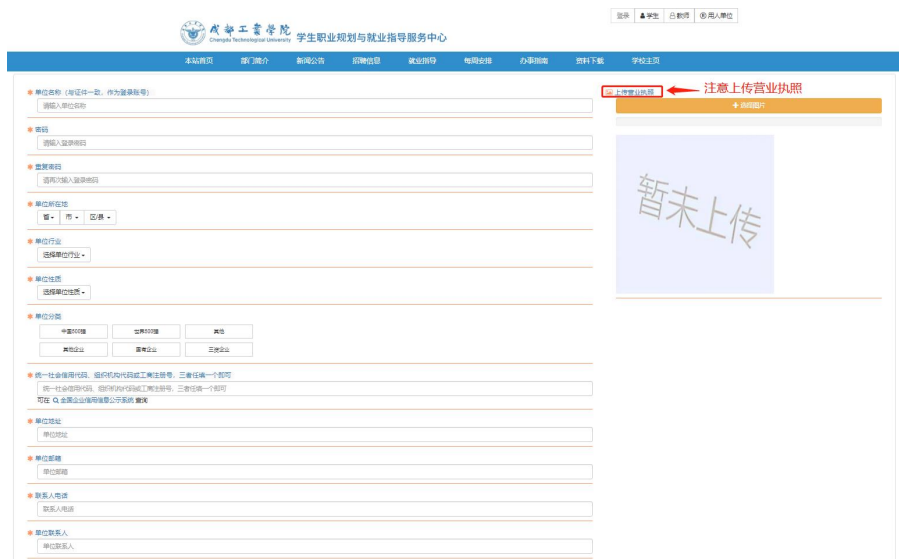 登录 学生 教师 用人单位
成都工业学院 学生职业规划与就业指导服务中心
Chengdu Technological University
本站首页 部门简介 新闻公告 招聘信息 就业指导 每周安排 办事指南 资料下载 学校主页
* 单位名称（与证件一致，作为登录账号）
请输入单位名称
* 密码
请输入登录密码
* 重复密码
请再次输入登录密码
* 单位所在地
省 市 区/县
* 单位行业
选择单位行业
* 单位性质
选择单位性质
* 单位分类
中国500强 世界500强 其他
其他企业 国有企业 三资企业
* 统一社会信用代码、组织机构代码或工商注册号，三者任填一个即可
统一社会信用代码、组织机构代码或工商注册号，三者任填一个即可
可在 全国企业信用信息公示系统 查询
* 单位地址
单位地址
* 单位邮箱
单位邮箱
* 联系人电话
联系人电话
* 单位联系人
单位联系人
上传营业执照 注意上传营业执照
+ 选择图片
暂未上传